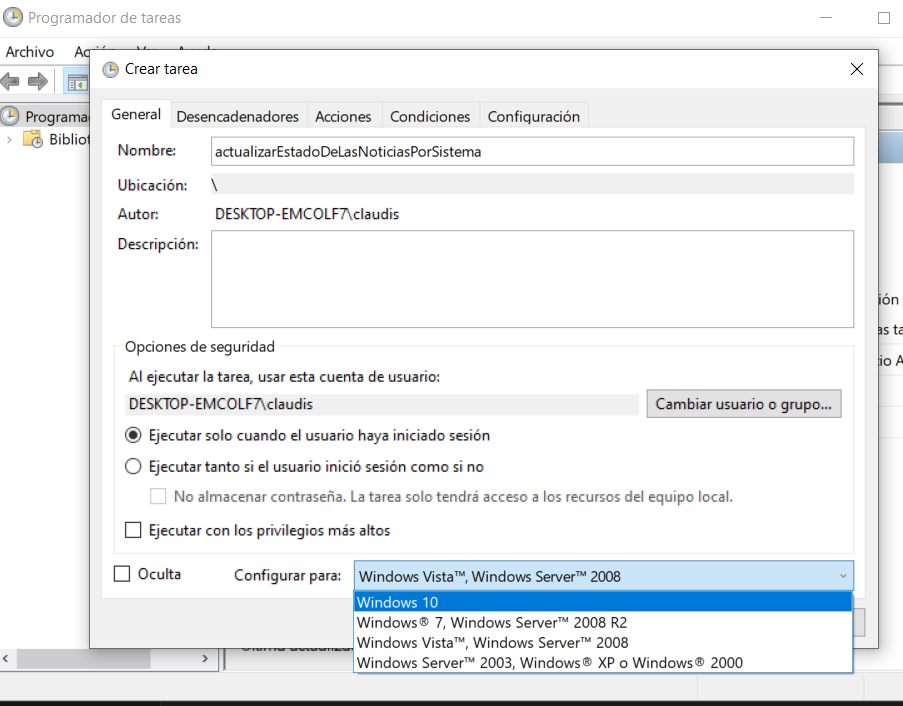 Programador de tareas
Archivo
Crear tarea
Programa
Bibliot
General Desencadenadores Acciones Condiciones Configuración
Nombre: actualizarEstadoDeLasNoticiasPorSistema
Ubicación: \
Autor: DESKTOP-EMCOLF7\claudis
Descripción:
Opciones de seguridad
Al ejecutar la tarea, usar esta cuenta de usuario:
DESKTOP-EMCOLF7\claudis Cambiar usuario o grupo...
Ejecutar solo cuando el usuario haya iniciado sesión
Ejecutar tanto si el usuario inició sesión como si no
No almacenar contraseña. La tarea solo tendrá acceso a los recursos del equipo local.
Ejecutar con los privilegios más altos
Oculta Configurar para: Windows Vista™, Windows Server™ 2008
Windows 10
Windows® 7, Windows Server™ 2008 R2
Windows Vista™, Windows Server™ 2008
Windows Server™ 2003, Windows® XP o Windows® 2000
ión
as ta
io A